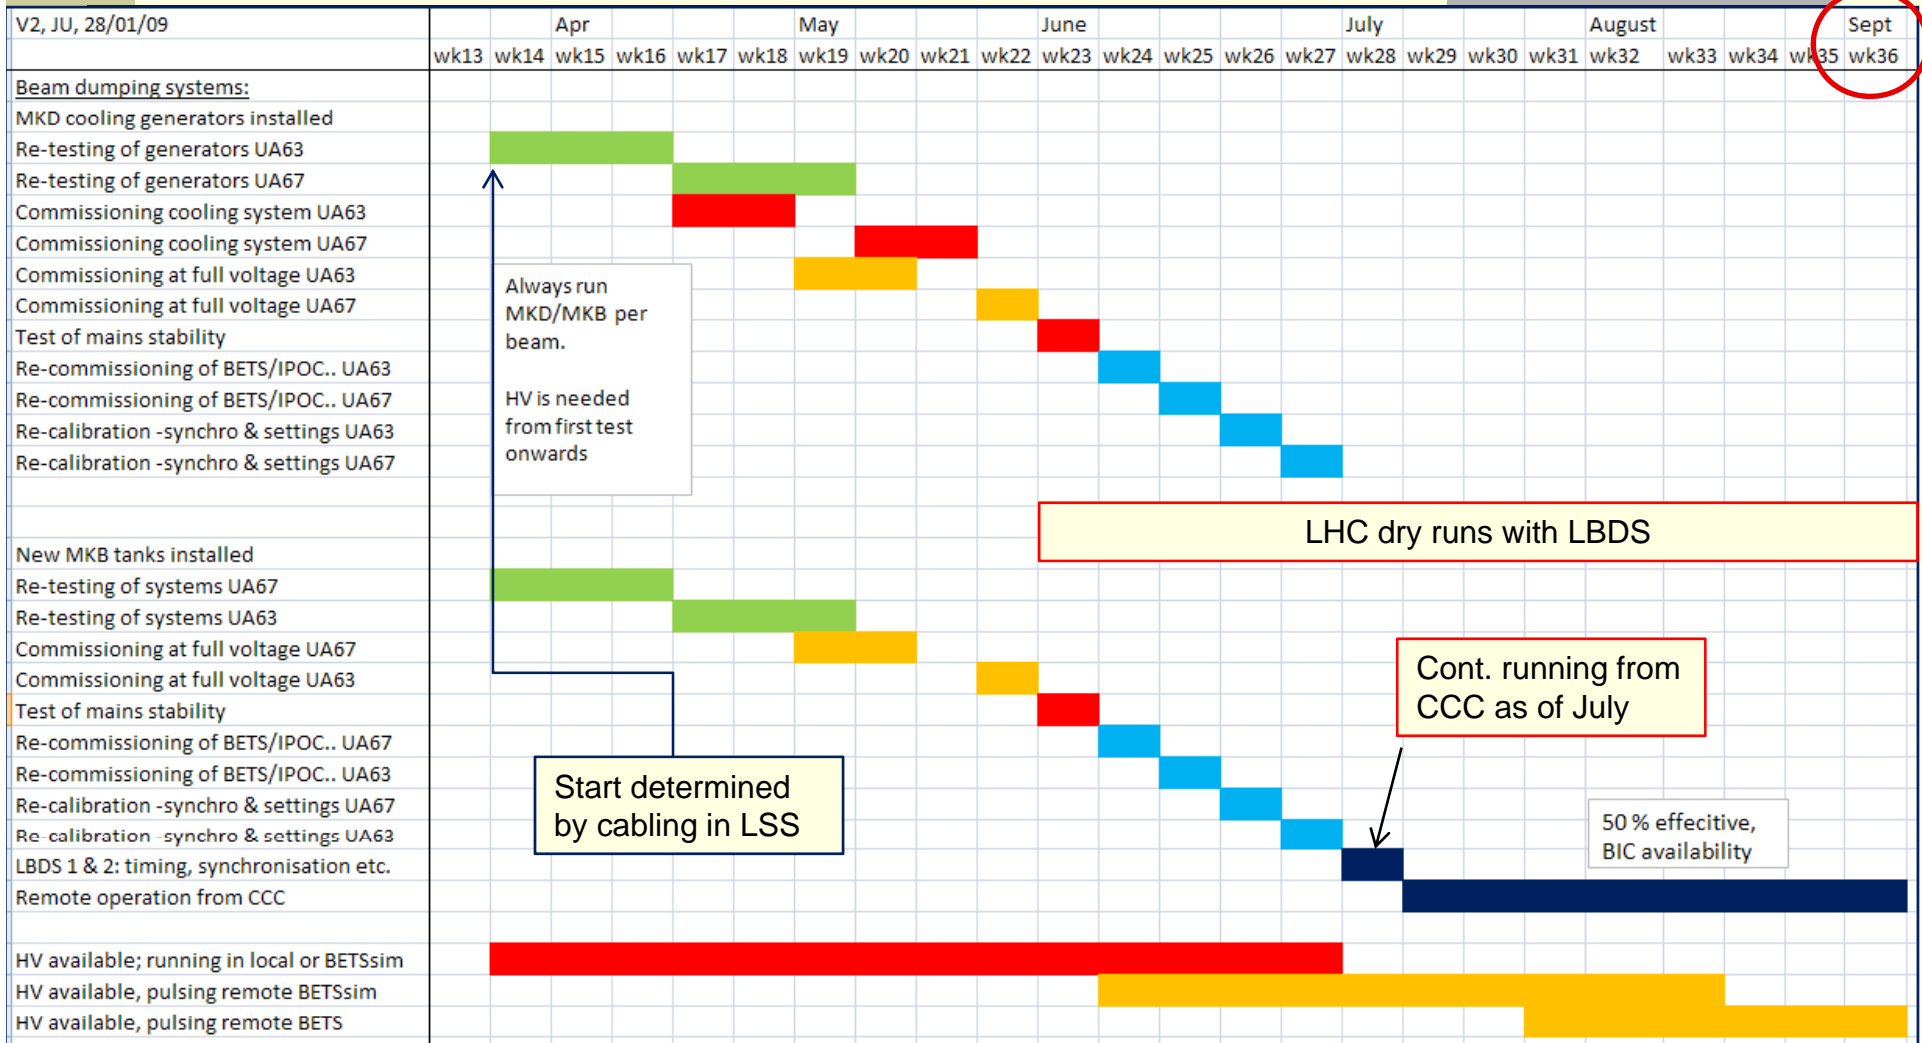 V2, JU, 28/01/09 Apr May June July August Sept
wk13 wk14 wk15 wk16 wk17 wk18 wk19 wk20 wk21 wk22 wk23 wk24 wk25 wk26 wk27 wk28 wk29 wk30 wk31 wk32 wk33 wk34 wk35 wk36
Beam dumping systems:
MKD cooling generators installed
Re-testing of generators UA63
Re-testing of generators UA67
Commissioning cooling system UA63
Commissioning cooling system UA67
Commissioning at full voltage UA63
Commissioning at full voltage UA67
Test of mains stability
Re-commissioning of BETS/IPOC.. UA63
Re-commissioning of BETS/IPOC.. UA67
Re-calibration -synchro & settings UA63
Re-calibration -synchro & settings UA67
Always run
MKD/MKB per
beam.
HV is needed
from first test
onwards
LHC dry runs with LBDS
New MKB tanks installed
Re-testing of systems UA67
Re-testing of systems UA63
Commissioning at full voltage UA67
Commissioning at full voltage UA63
Test of mains stability
Re-commissioning of BETS/IPOC.. UA67
Re-commissioning of BETS/IPOC.. UA63
Re-calibration -synchro & settings UA67
Re-calibration -synchro & settings UA63
LBDS 1 & 2: timing, synchronisation etc.
Remote operation from CCC
Cont. running from
CCC as of July
Start determined
by cabling in LSS
50 % effecitive,
BIC availability
HV available; running in local or BETSsim
HV available, pulsing remote BETSsim
HV available, pulsing remote BETS